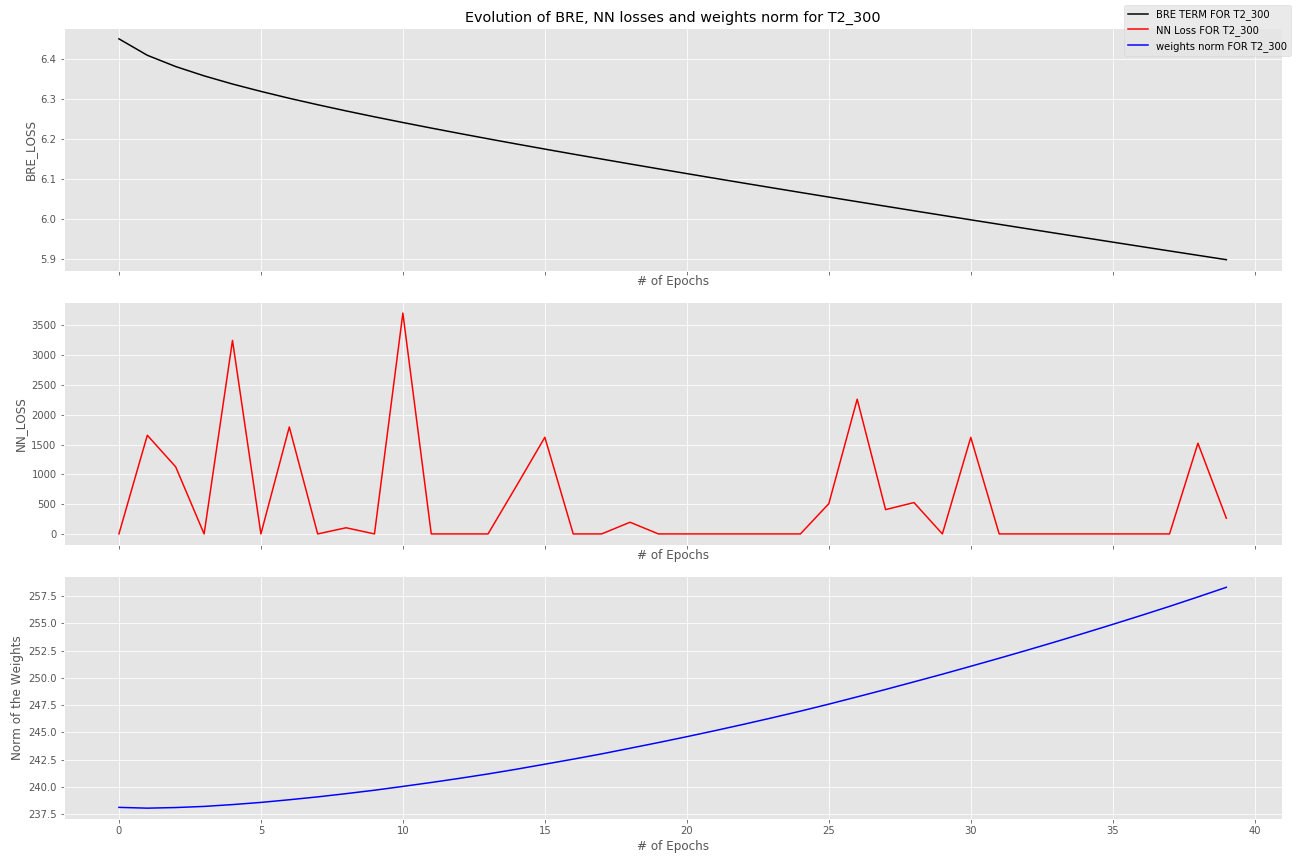 Evolution of BRE, NN losses and weights norm for T2_300
BRE TERM FOR T2_300
NN Loss FOR T2_300
weights norm FOR T2_300
BRE_LOSS
6.4
6.3
6.2
6.1
6.0
5.9
# of Epochs
NN_LOSS
3500
3000
2500
2000
1500
1000
500
0
# of Epochs
Norm of the Weights
257.5
255.0
252.5
250.0
247.5
245.0
242.5
240.0
237.5
0 5 10 15 20 25 30 35 40
# of Epochs